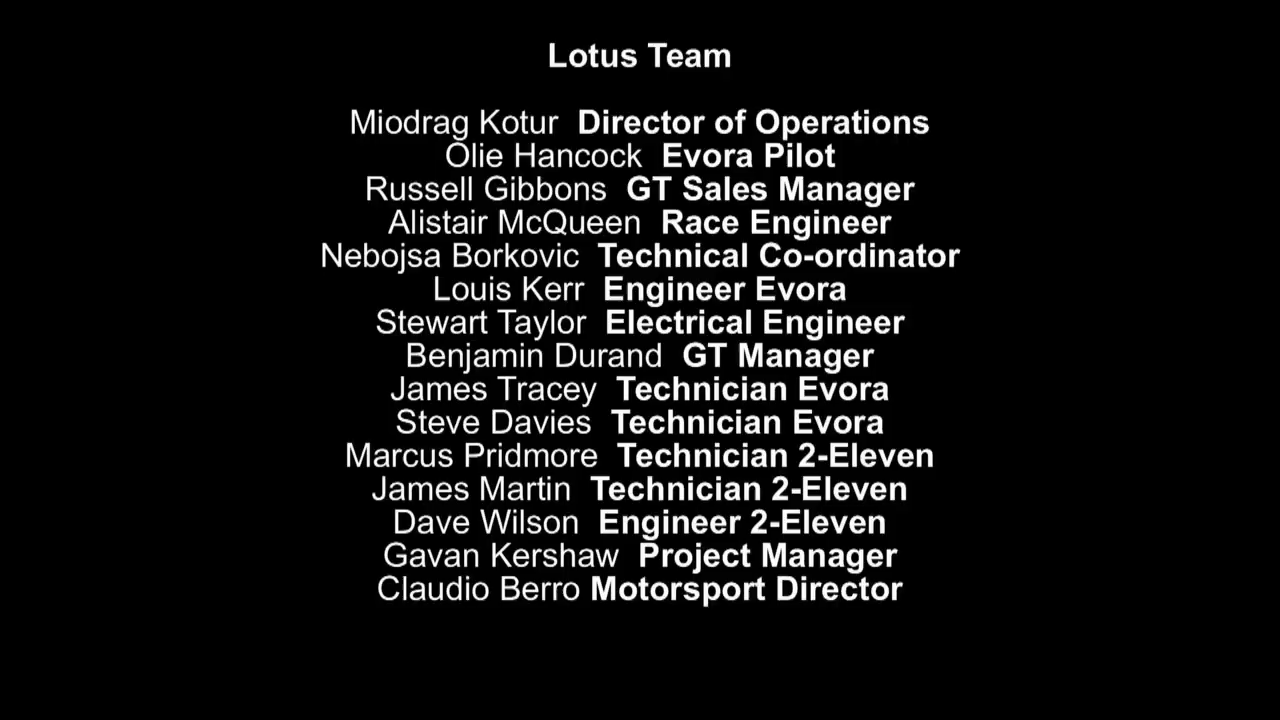 Lotus Team
Miodrag Kotur Director of Operations
Olie Hancock Evora Pilot
Russell Gibbons GT Sales Manager
Alistair McQueen Race Engineer
Nebojsa Borkovic Technical Co-ordinator
Louis Kerr Engineer Evora
Stewart Taylor Electrical Engineer
Benjamin Durand GT Manager
James Tracey Technician Evora
Steve Davies Technician Evora
Marcus Pridmore Technician 2-Eleven
James Martin Technician 2-Eleven
Dave Wilson Engineer 2-Eleven
Gavan Kershaw Project Manager
Claudio Berro Motorsport Director